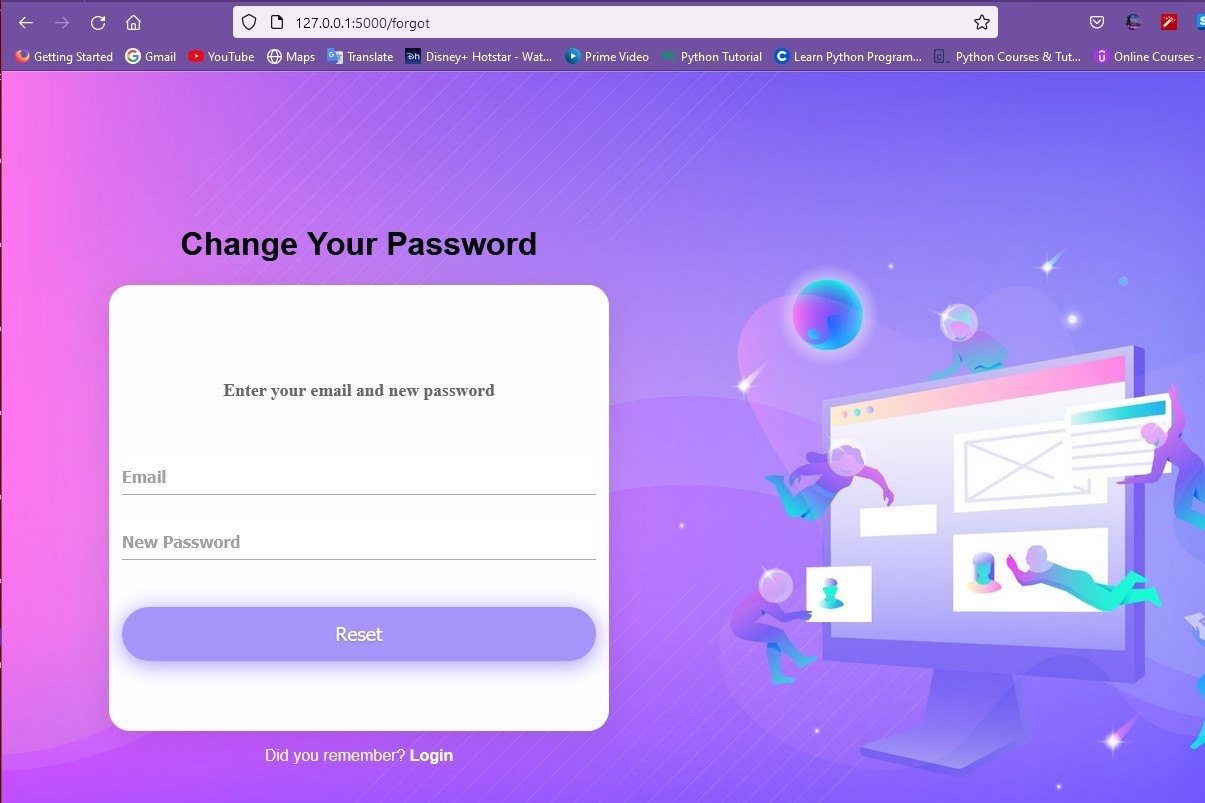 127.0.0.1:5000/forgot
Getting Started Gmail YouTube Maps Translate Disney+ Hotstar - Wat... Prime Video Python Tutorial Learn Python Program... Python Courses & Tut... Online Courses -
Change Your Password
Enter your email and new password
Email
New Password
Reset
Did you remember? Login